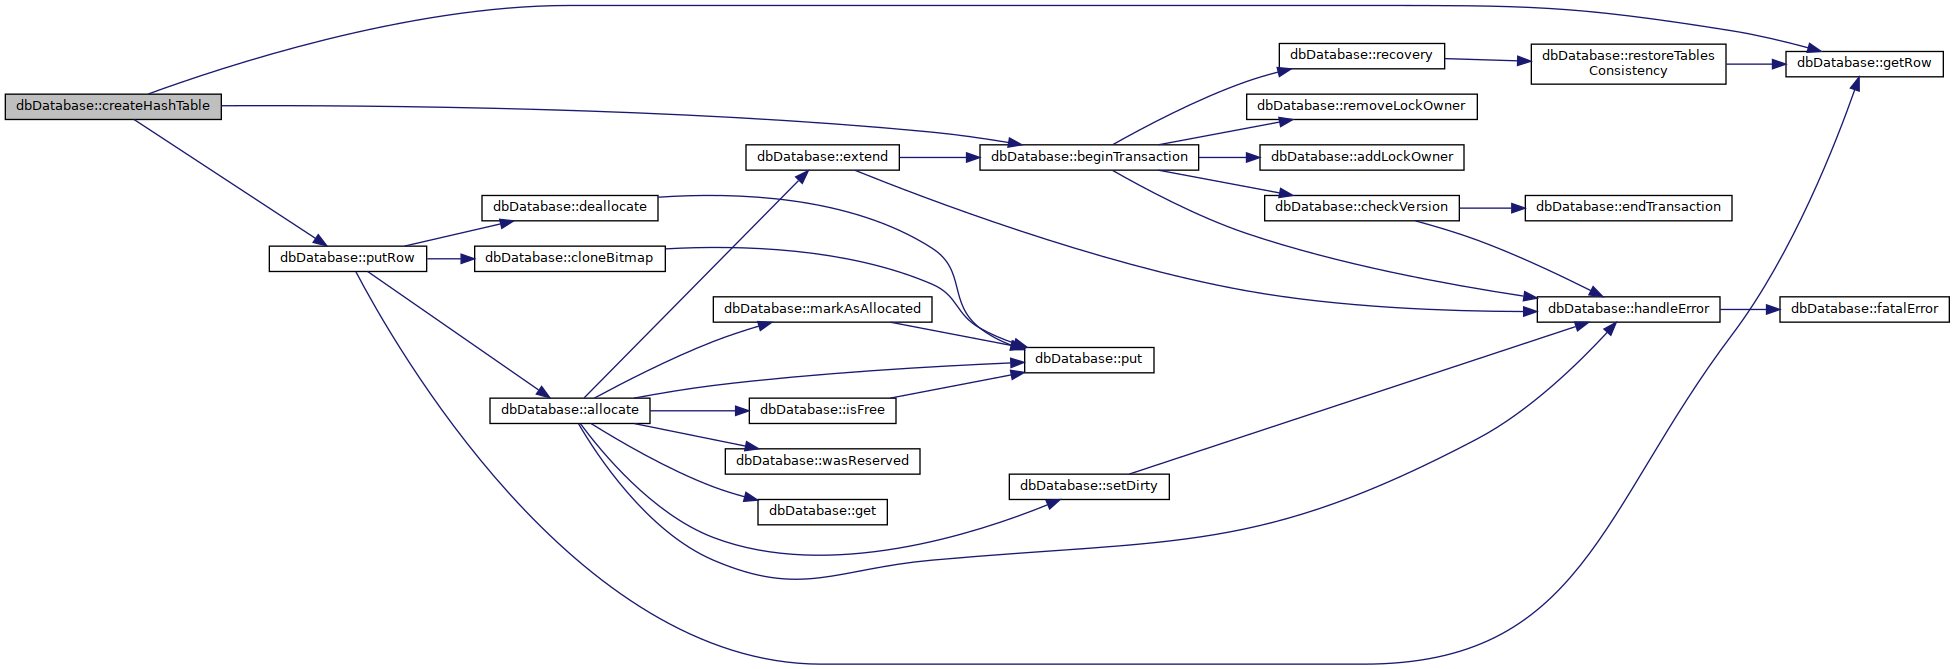 dbDatabase::createHashTable
dbDatabase::putRow
dbDatabase::deallocate
dbDatabase::cloneBitmap
dbDatabase::allocate
dbDatabase::extend
dbDatabase::markAsAllocated
dbDatabase::isFree
dbDatabase::wasReserved
dbDatabase::get
dbDatabase::beginTransaction
dbDatabase::put
dbDatabase::setDirty
dbDatabase::recovery
dbDatabase::removeLockOwner
dbDatabase::addLockOwner
dbDatabase::checkVersion
dbDatabase::restoreTables
Consistency
dbDatabase::endTransaction
dbDatabase::handleError
dbDatabase::getRow
dbDatabase::fatalError